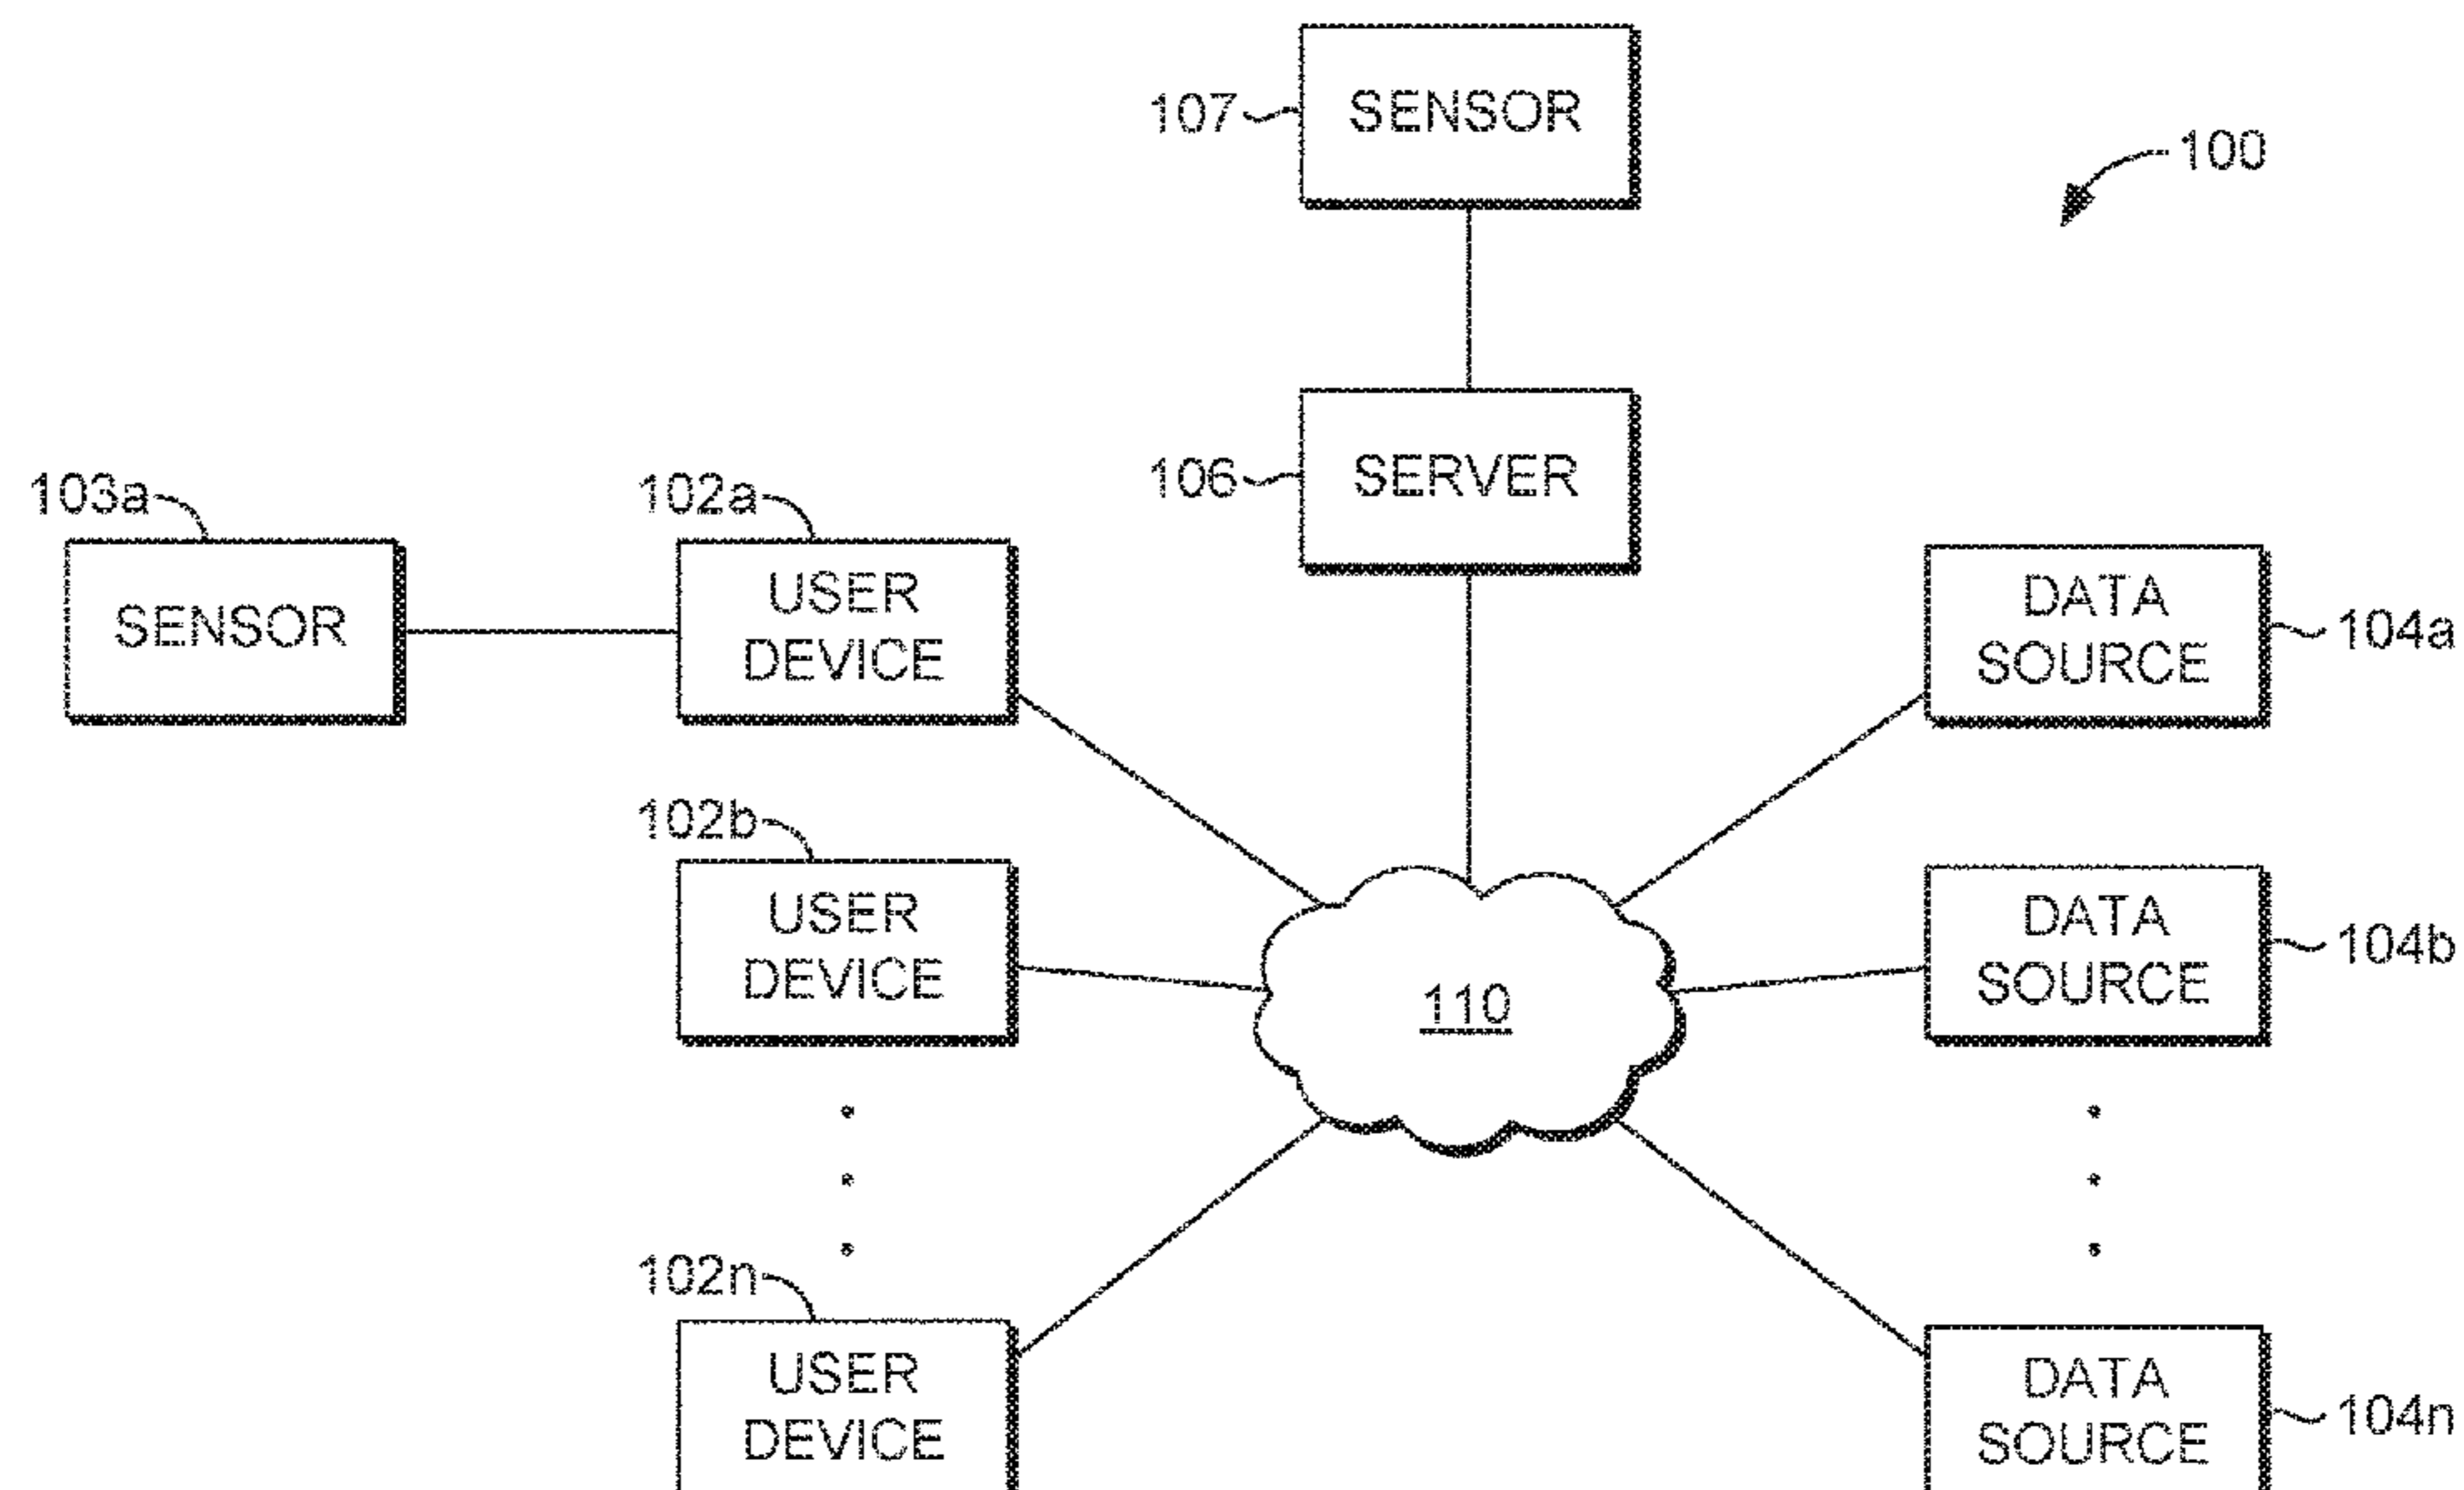 107
SENSOR
100
106
SERVER
103a
SENSOR
102a
USER
DEVICE
DATA
SOURCE
104a
102b
USER
DEVICE
DATA
SOURCE
104b
110
102n
USER
DEVICE
DATA
SOURCE
104n